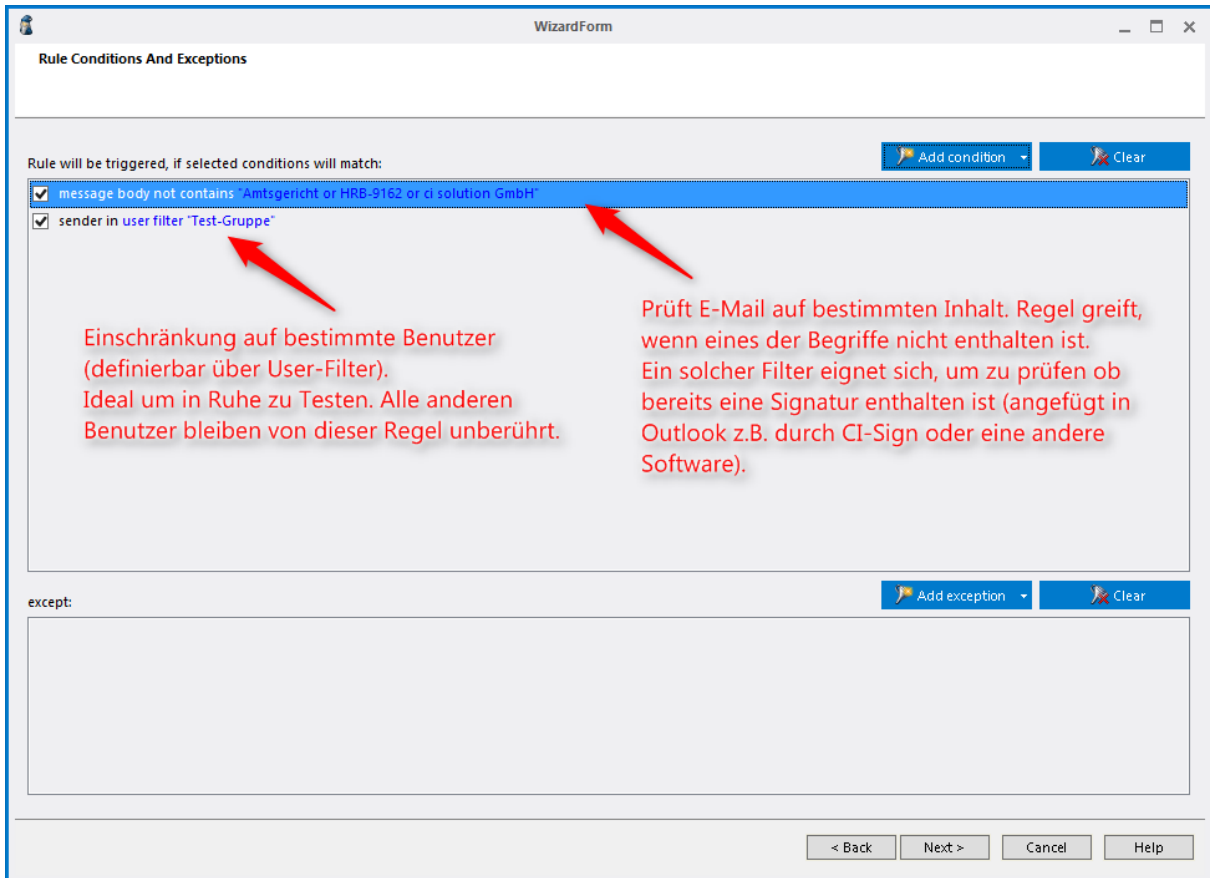 WizardForm
Rule Conditions And Exceptions
Rule will be triggered, if selected conditions will match:
Add condition
Clear
message body not contains "Amtsgericht or HRB-9162 or ci solution GmbH"
sender in user filter "Test-Gruppe"
Einschränkung auf bestimmte Benutzer
(definierbar über User-Filter).
Ideal um in Ruhe zu Testen. Alle anderen
Benutzer bleiben von dieser Regel unberührt.
Prüft E-Mail auf bestimmten Inhalt. Regel greift,
wenn eines der Begriffe nicht enthalten ist.
Ein solcher Filter eignet sich, um zu prüfen ob
bereits eine Signatur enthalten ist (angefügt in
Outlook z.B. durch CI-Sign oder eine andere
Software).
except:
Add exception
Clear
< Back
Next >
Cancel
Help